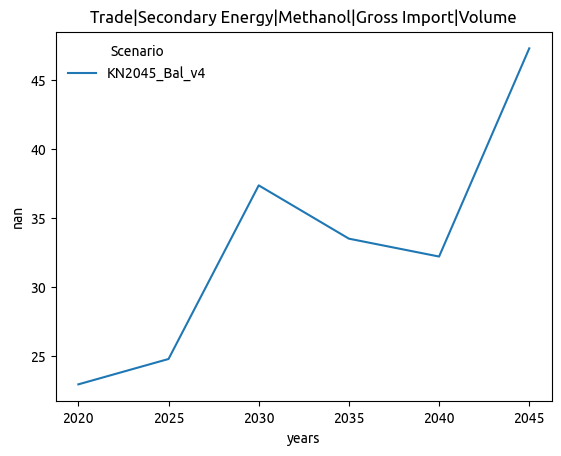 Trade|Secondary Energy|Methanol|Gross Import|Volume
Scenario
KN2045_Bal_v4
45
40
35
30
25
nan
2020 2025 2030 2035 2040 2045
years